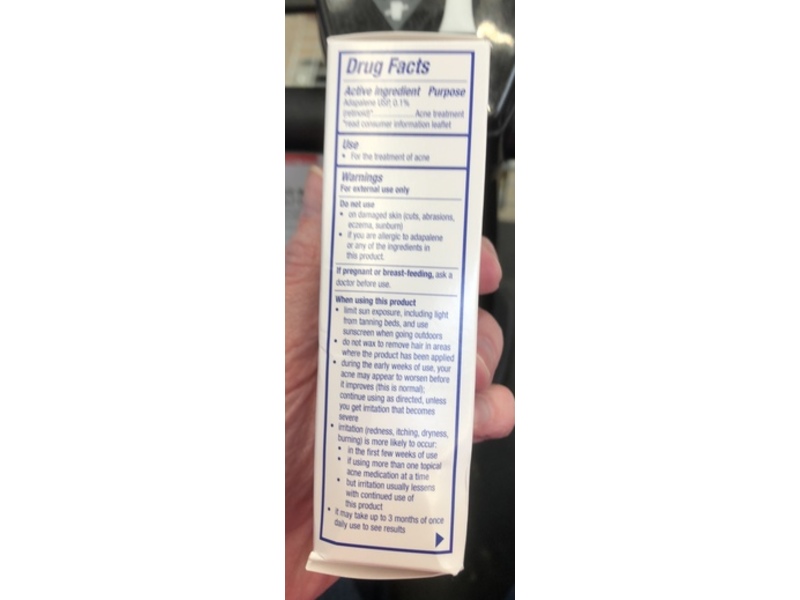 Drug Facts
Active ingredient Purpose
Adapalene USP, 0.1%
(retinoid)*....................Acne treatment
*read consumer information leaflet
Use
• For the treatment of acne
Warnings
For external use only
Do not use
• on damaged skin (cuts, abrasions,
eczema, sunburn)
• if you are allergic to adapalene
or any of the ingredients in
this product.
If pregnant or breast-feeding, ask a
doctor before use.
When using this product
• limit sun exposure, including light
from tanning beds, and use
sunscreen when going outdoors
• do not wax to remove hair in areas
where the product has been applied
• during the early weeks of use, your
acne may appear to worsen before
it improves (this is normal);
continue using as directed, unless
you get irritation that becomes
severe
• irritation (redness, itching, dryness,
burning) is more likely to occur:
• in the first few weeks of use
• if using more than one topical
acne medication at a time
• but irritation usually lessens
with continued use of
this product
• it may take up to 3 months of once
daily use to see results